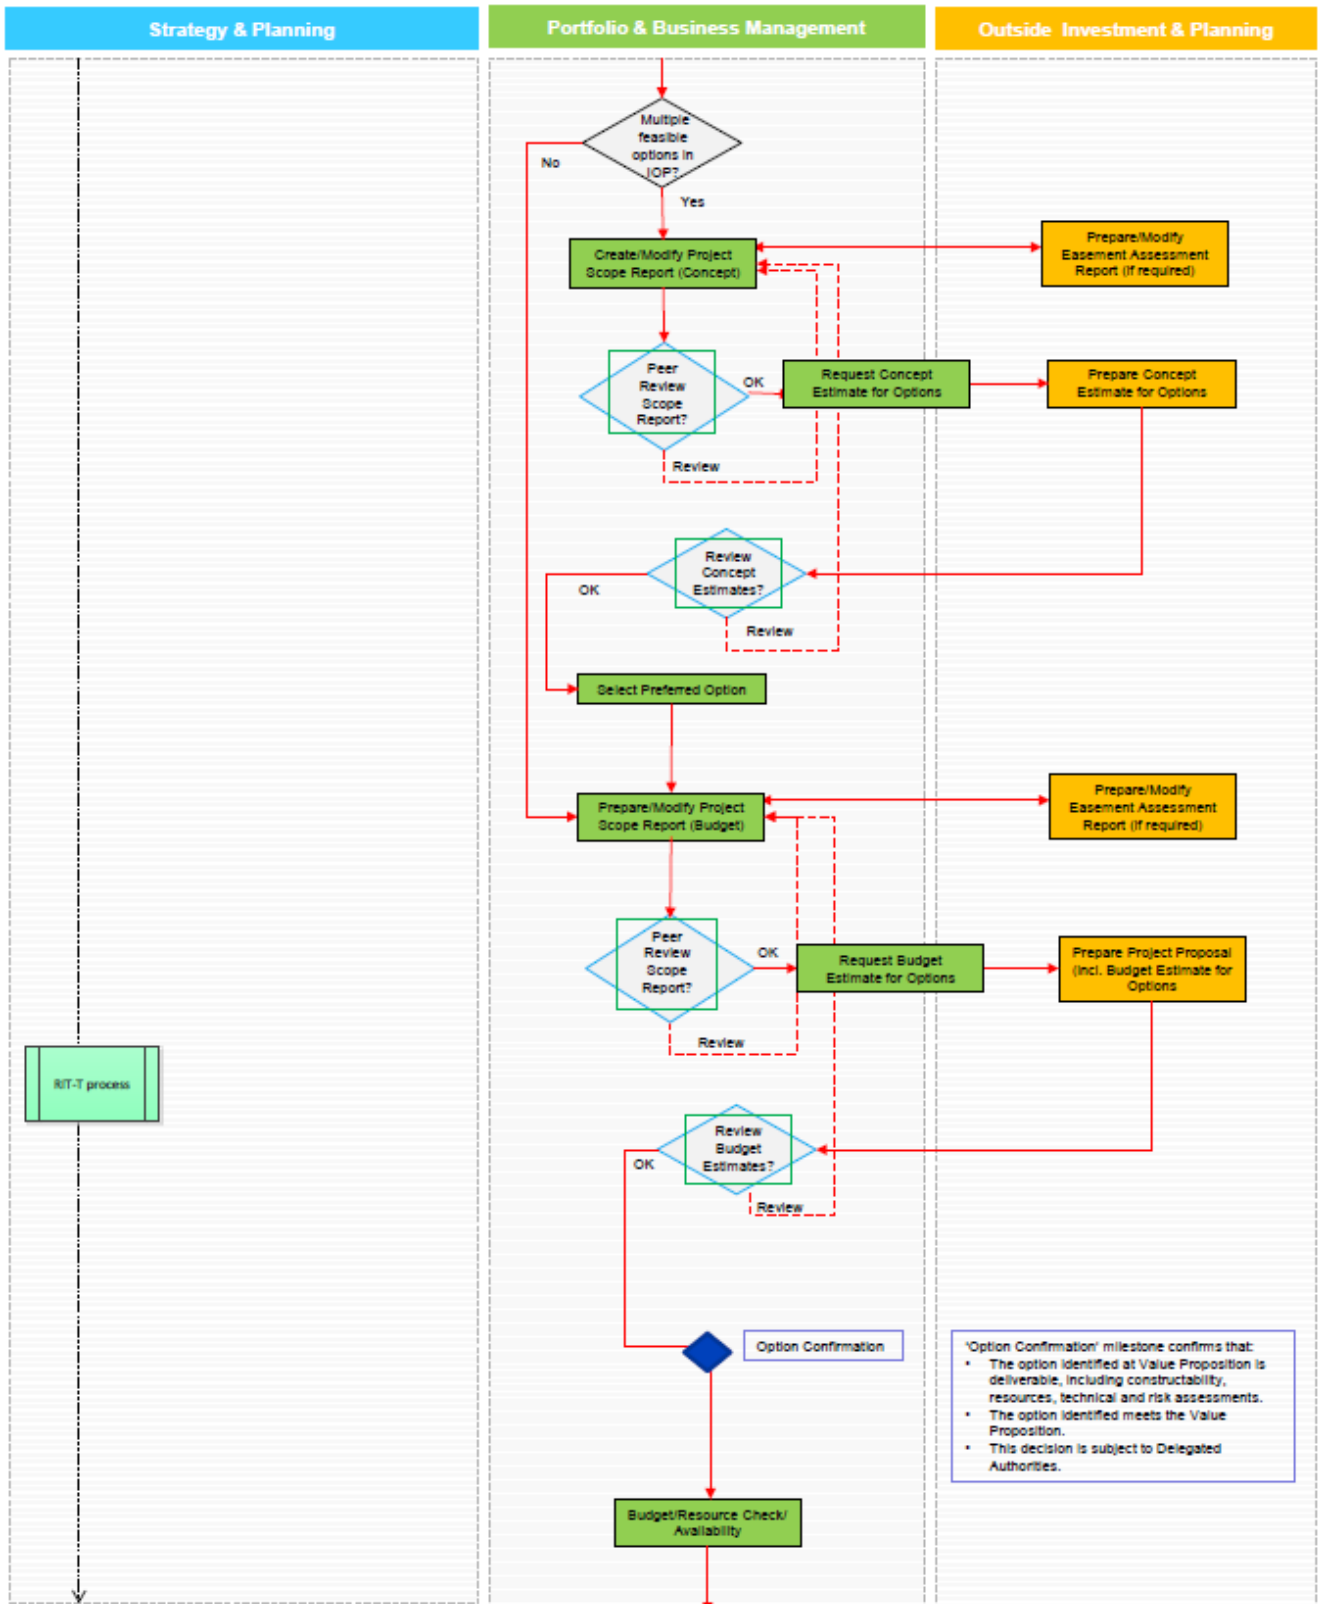 Strategy & Planning
Portfolio & Business Management
Outside Investment & Planning
Multiple
feasible
options in
IOP?
No
Yes
Create/Modify Project
Scope Report (Concept)
Prepare/Modify
Easement Assessment
Report (if required)
Peer
Review
Scope
Report?
OK
Request Concept
Estimate for Options
Prepare Concept
Estimate for Options
Review
Review
Concept
Estimates?
OK
Review
Select Preferred Option
Prepare/Modify Project
Scope Report (Budget)
Prepare/Modify
Easement Assessment
Report (if required)
Peer
Review
Scope
Report?
OK
Request Budget
Estimate for Options
Prepare Project Proposal
(incl. Budget Estimate for
Options
Review
RIT-T process
Review
Budget
Estimates?
OK
Review
Option Confirmation
'Option Confirmation' milestone confirms that:
• The option identified at Value Proposition is
deliverable, including constructability,
resources, technical and risk assessments.
• The option identified meets the Value
Proposition.
• This decision is subject to Delegated
Authorities.
Budget/Resource Check/
Availability